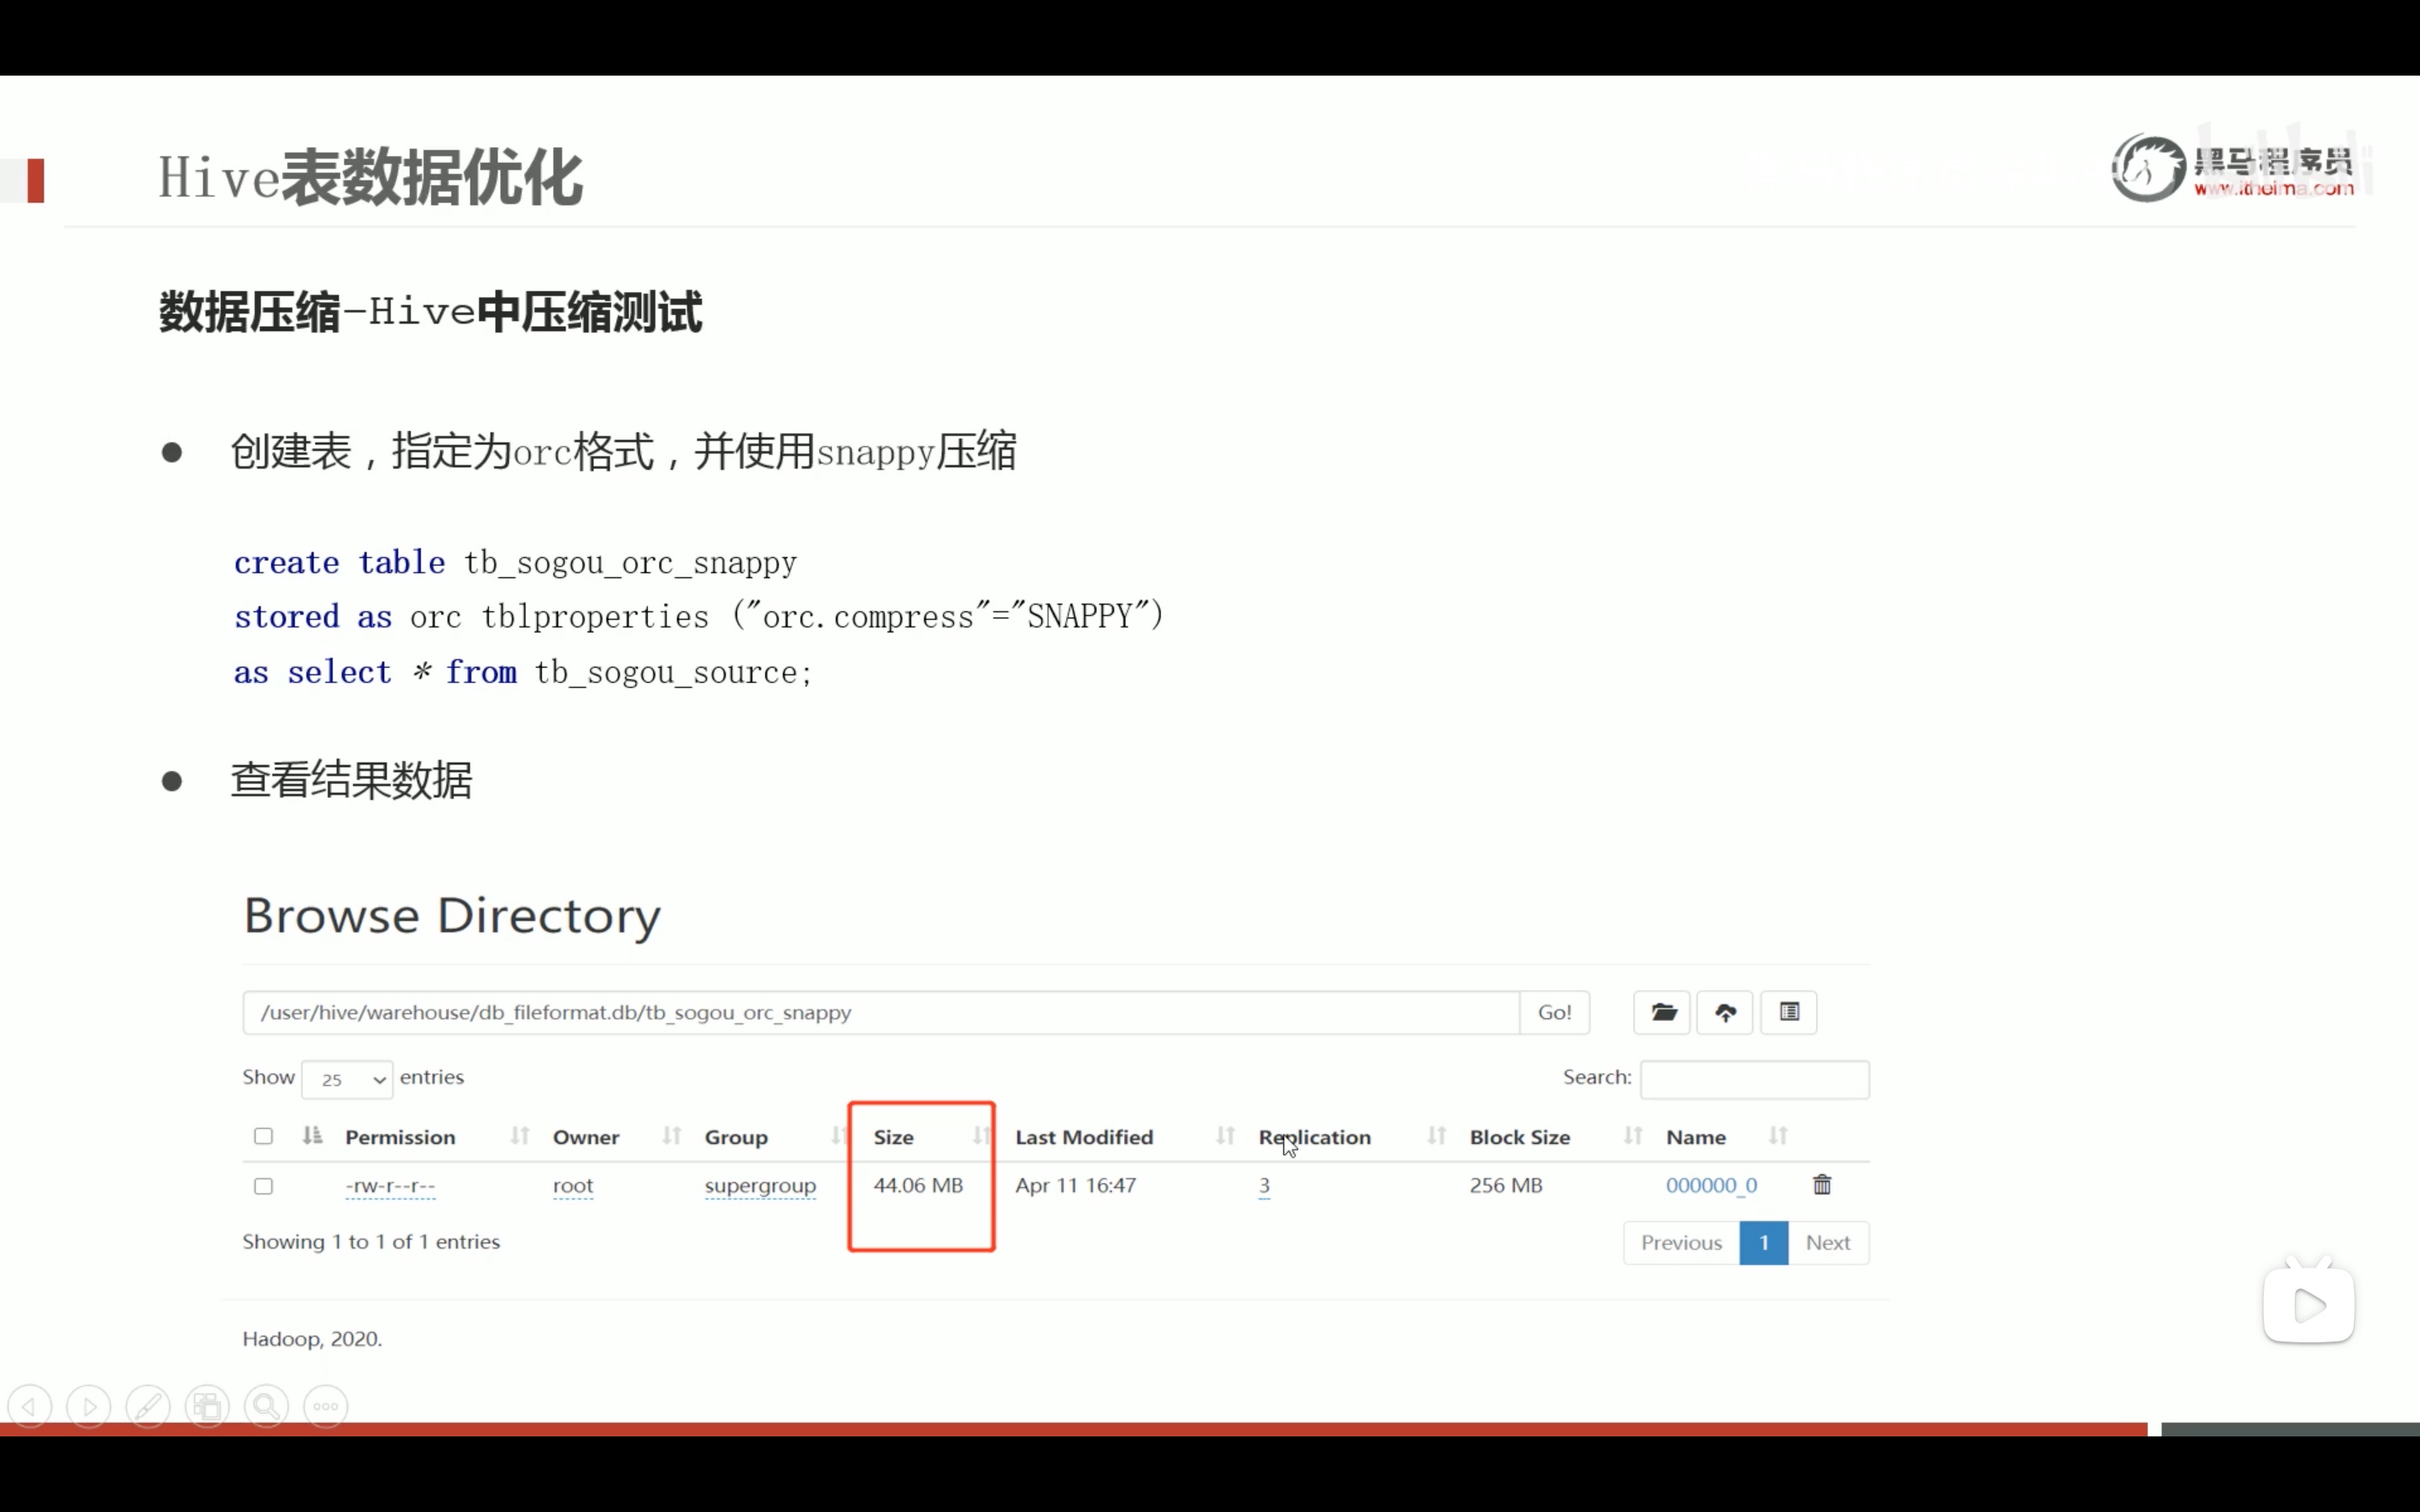 Hive表数据优化
黑马程序员
www.itheima.com
数据压缩-Hive中压缩测试
● 创建表，指定为orc格式，并使用snappy压缩
create table tb_sogou_orc_snappy
stored as orc tblproperties ("orc.compress"="SNAPPY")
as select * from tb_sogou_source;
● 查看结果数据
Browse Directory
/user/hive/warehouse/db_fileformat.db/tb_sogou_orc_snappy Go!
Show 25 entries Search:
Permission Owner Group Size Last Modified Replication Block Size Name
-rw-r--r-- root supergroup 44.06 MB Apr 11 16:47 3 256 MB 000000_0
Showing 1 to 1 of 1 entries Previous 1 Next
Hadoop, 2020.